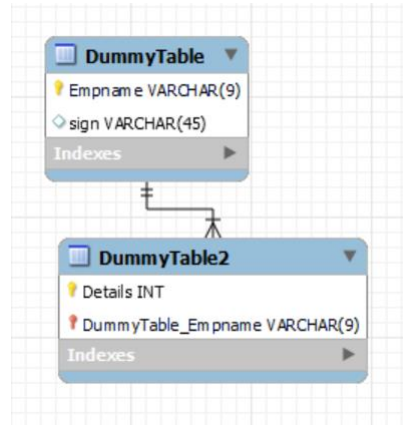 DummyTable
Empname VARCHAR(9)
sign VARCHAR(45)
Indexes
DummyTable2
Details INT
DummyTable_Empname VARCHAR(9)
Indexes